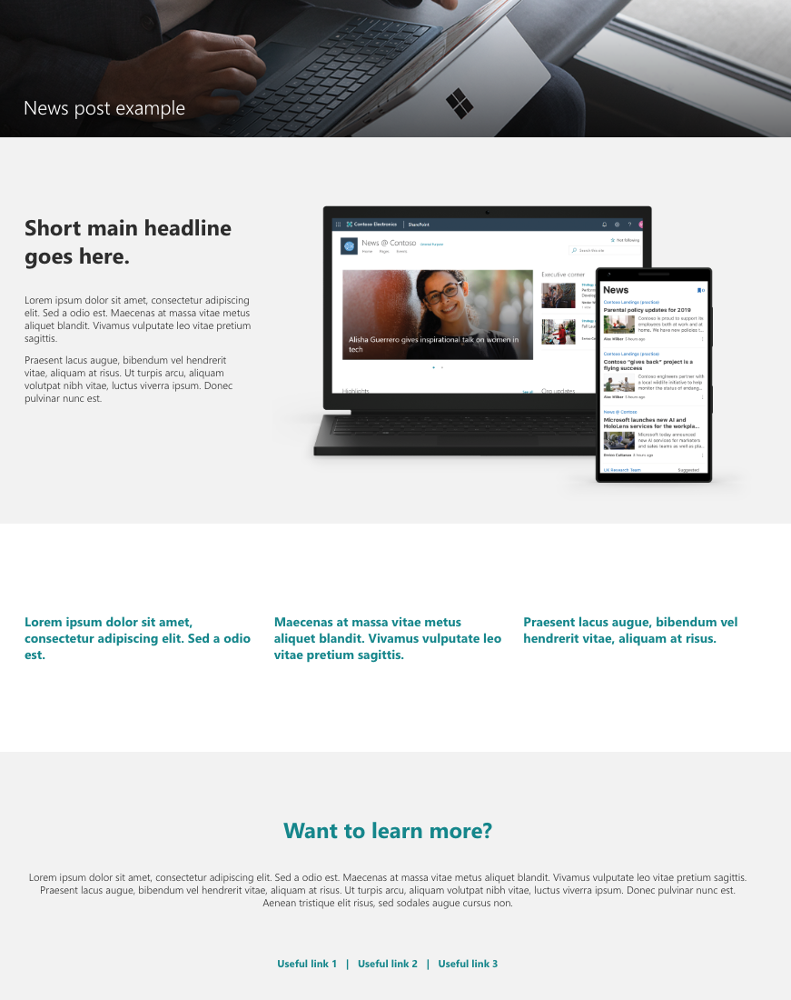 News post example
Short main headline
goes here.
Lorem ipsum dolor sit amet, consectetur adipiscing
elit. Sed a odio est. Maecenas at massa vitae metus
aliquet blandit. Vivamus vulputate leo vitae pretium
sagittis.
Praesent lacus augue, bibendum vel hendrerit
vitae, aliquam at risus. Ut turpis arcu, aliquam
volutpat nibh vitae, luctus viverra ipsum. Donec
pulvinar nunc est.
Contoso Electronics
SharePoint
News @ Contoso
Home Pages Events
Not following
Search this site
Alisha Guerrero gives inspirational talk on women in
tech
Executive corner
Highlights
See all
Org updates
News
Contoso Landings (practice)
Parental policy updates for 2019
Contoso is proud to support its
employees both at work and at
home. We have new policies
Alex Wilber 5 hours ago
Contoso Landings (practice)
Contoso "gives back" project is a
flying success
Contoso engineers partner with
a local wildlife initiative to help
monitor the status of endang...
Alex Wilber 5 hours ago
News @ Contoso
Microsoft launches new AI and
HoloLens services for the workpla...
Microsoft today announced
new AI services for marketers
and sales teams as well as
Enrico Cattaneo 6 hours ago
UX Research Team
Suggested
Lorem ipsum dolor sit amet,
consectetur adipiscing elit. Sed a odio
est.
Maecenas at massa vitae metus
aliquet blandit. Vivamus vulputate leo
vitae pretium sagittis.
Praesent lacus augue, bibendum vel
hendrerit vitae, aliquam at risus.
Want to learn more?
Lorem ipsum dolor sit amet, consectetur adipiscing elit. Sed a odio est. Maecenas at massa vitae metus aliquet blandit. Vivamus vulputate leo vitae pretium sagittis.
Praesent lacus augue, bibendum vel hendrerit vitae, aliquam at risus. Ut turpis arcu, aliquam volutpat nibh vitae, luctus viverra ipsum. Donec pulvinar nunc est.
Aenean tristique elit risus, sed sodales augue cursus non.
Useful link 1 | Useful link 2 | Useful link 3